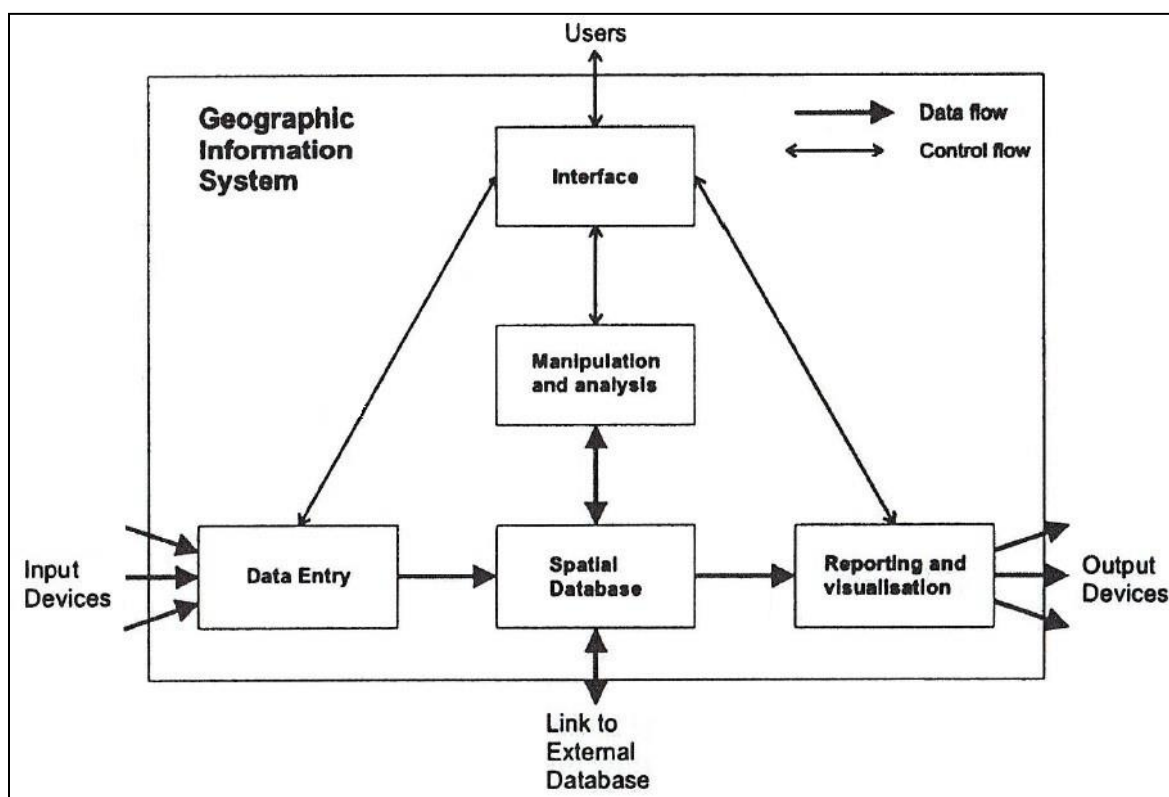 Users
Geographic
Information
System
Data flow
Control flow
Interface
Manipulation
and analysis
Input
Devices
Data Entry
Spatial
Database
Reporting and
visualisation
Output
Devices
Link to
External
Database